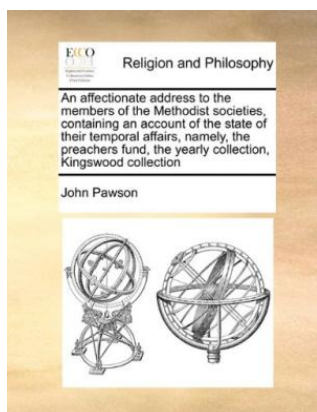 ECCO
Religion and Philosophy
An affectionate address to the
members of the Methodist societies,
containing an account of the state of
their temporal affairs, namely, the
preachers fund, the yearly collection,
Kingswood collection
John Pawson